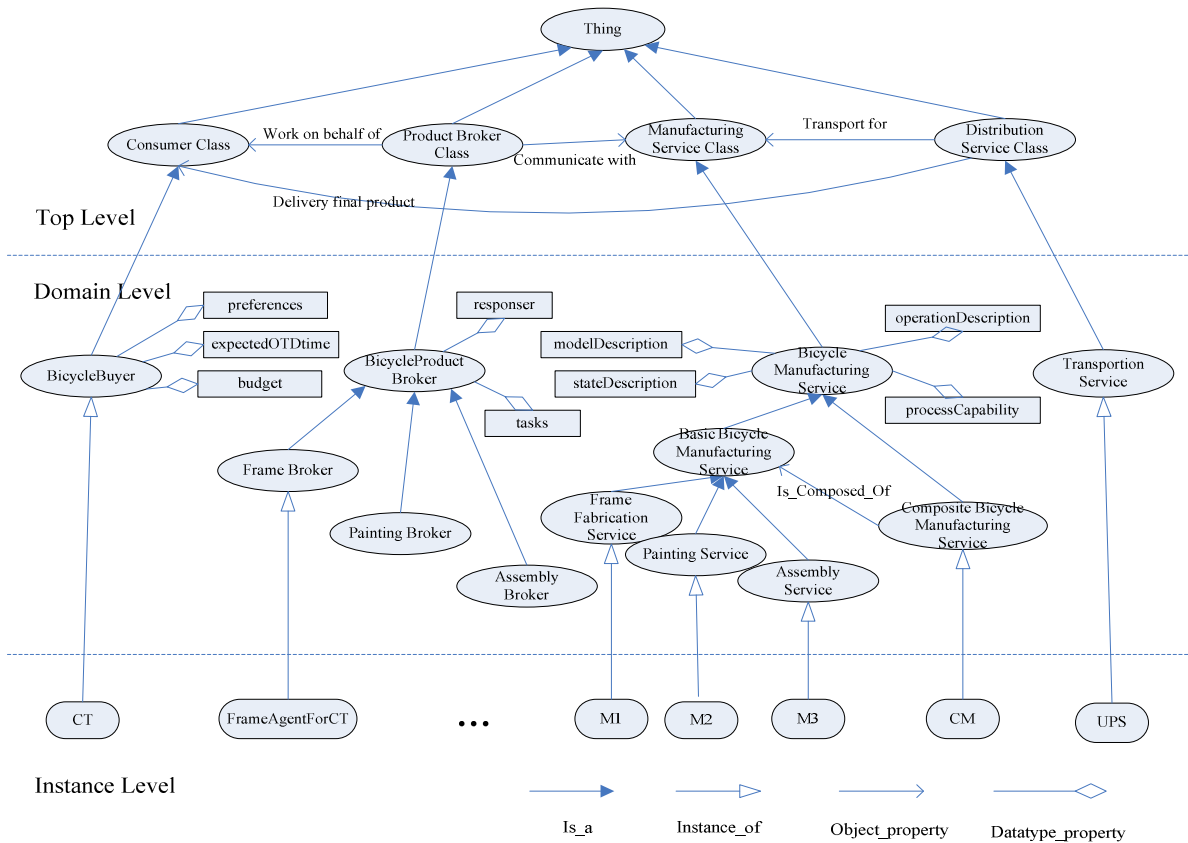 Thing
Consumer Class
Work on behalf of
Product Broker
Class
Communicate with
Manufacturing
Service Class
Transport for
Distribution
Service Class
Delivery final product
Top Level
Domain Level
preferences
expectedOTDtime
budget
BicycleBuyer
responser
BicycleProduct
Broker
tasks
modelDescription
stateDescription
operationDescription
Bicycle
Manufacturing
Service
processCapability
Transportion
Service
Frame Broker
Painting Broker
Assembly
Broker
Basic Bicycle
Manufacturing
Service
Is_Composed_Of
Frame
Fabrication
Service
Painting Service
Assembly
Service
Composite Bicycle
Manufacturing
Service
CT
FrameAgentForCT
...
M1
M2
M3
CM
UPS
Instance Level
Is_a
Instance_of
Object_property
Datatype_property